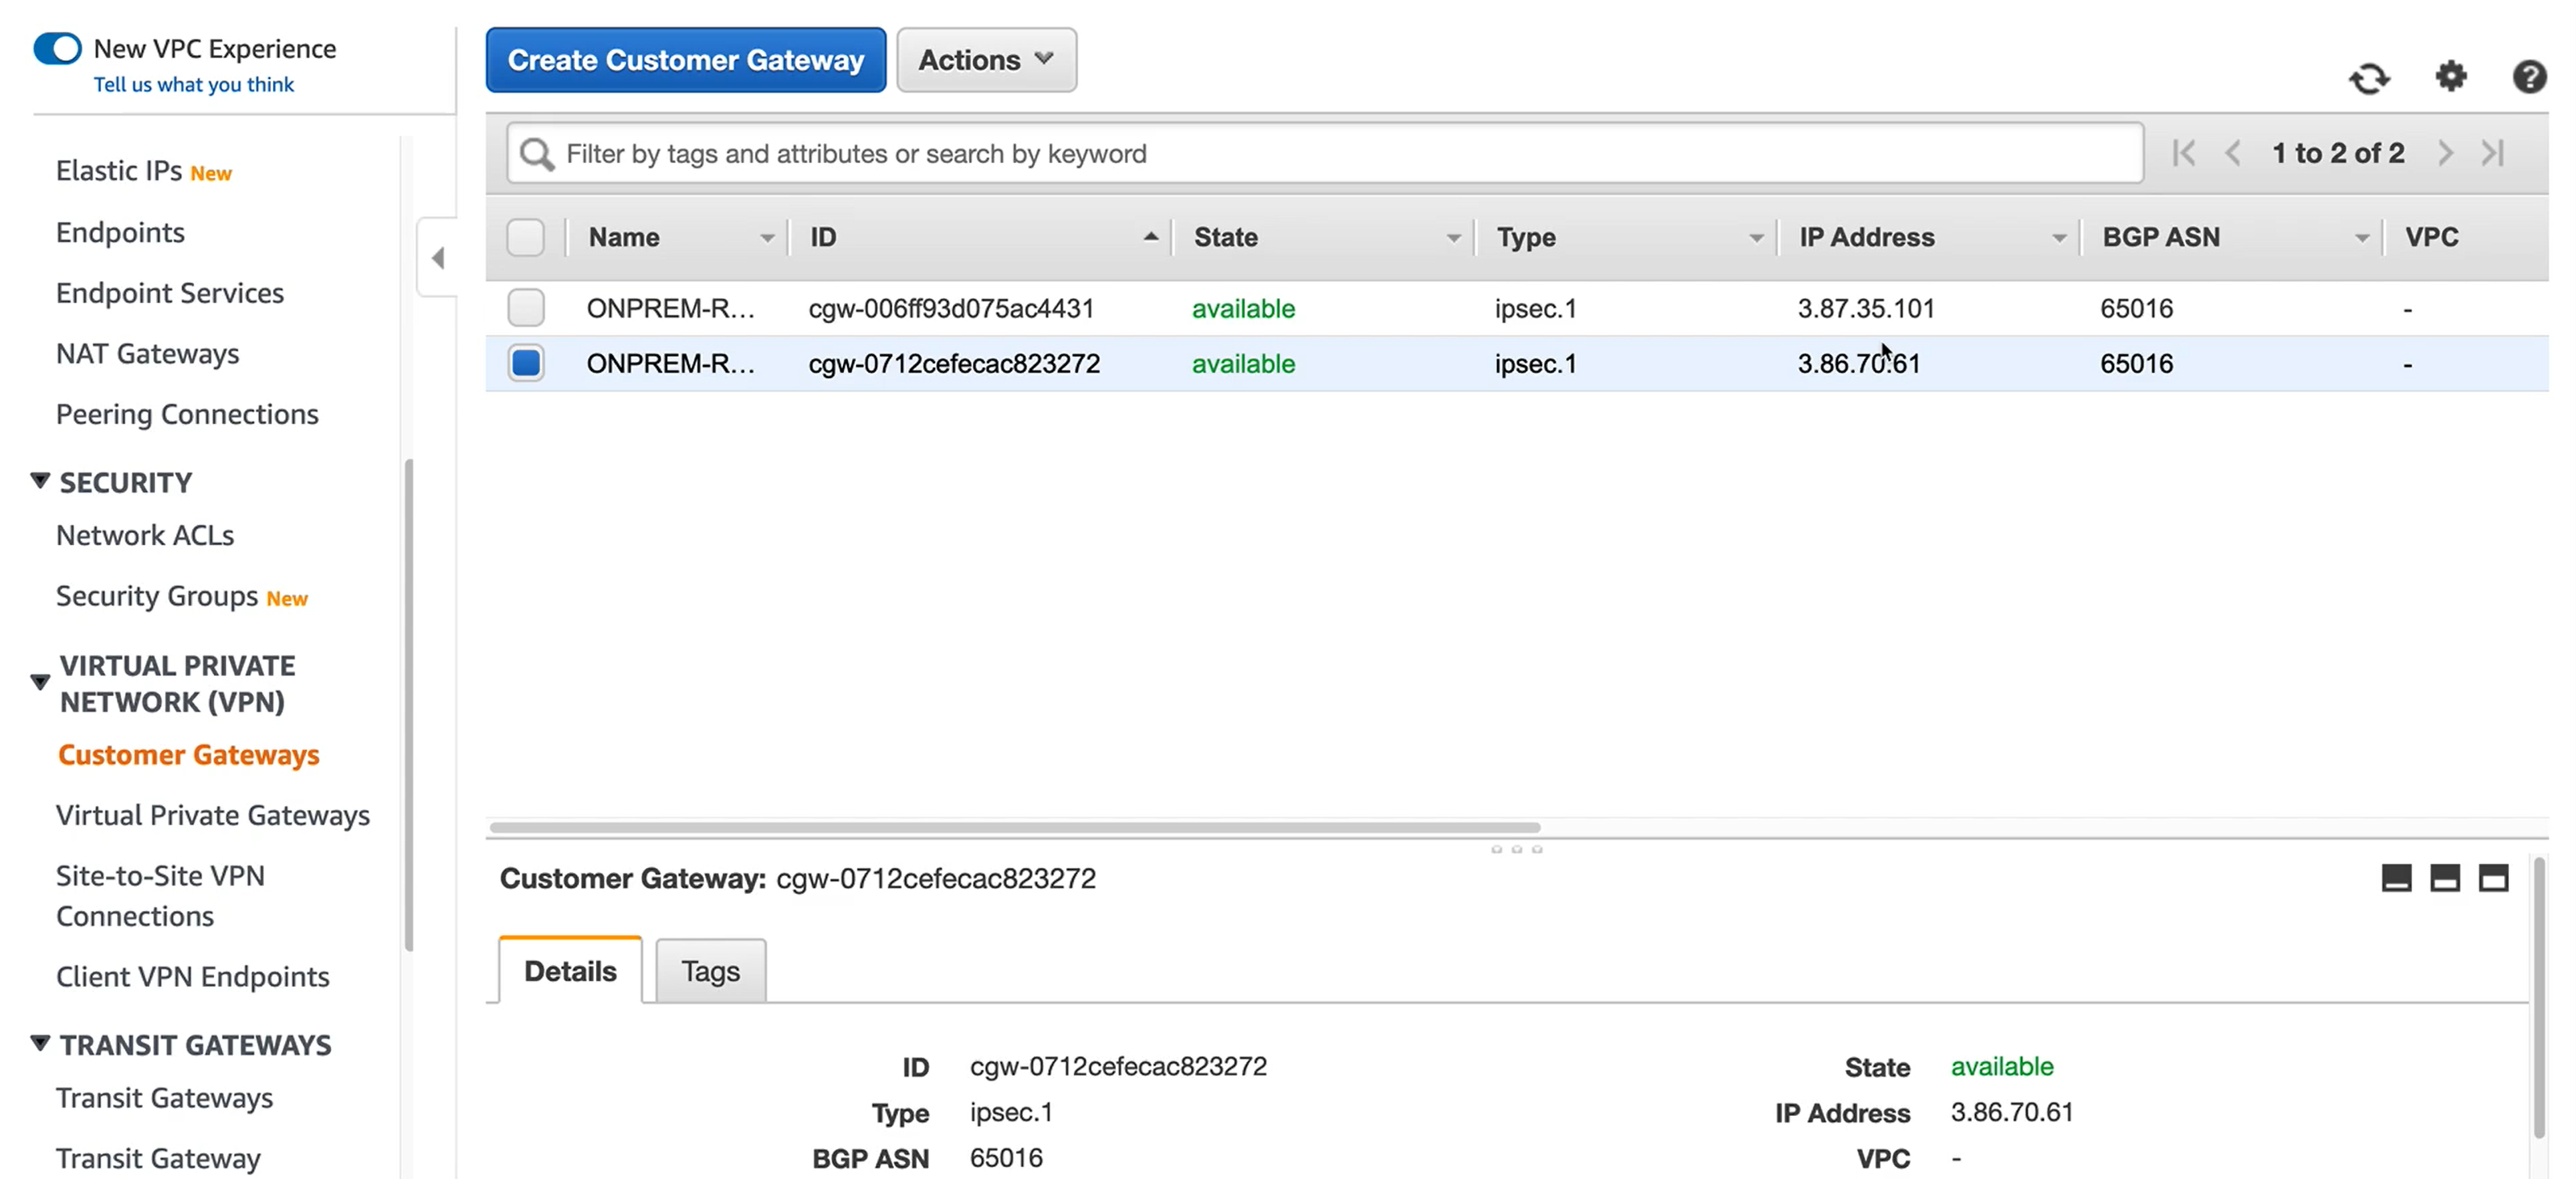 New VPC Experience
Tell us what you think
Elastic IPs New
Endpoints
Endpoint Services
NAT Gateways
Peering Connections
SECURITY
Network ACLs
Security Groups New
VIRTUAL PRIVATE
NETWORK (VPN)
Customer Gateways
Virtual Private Gateways
Site-to-Site VPN
Connections
Client VPN Endpoints
TRANSIT GATEWAYS
Transit Gateways
Transit Gateway
Create Customer Gateway Actions
Filter by tags and attributes or search by keyword 1 to 2 of 2
Name ID State Type IP Address BGP ASN VPC
ONPREM-R... cgw-006ff93d075ac4431 available ipsec.1 3.87.35.101 65016 -
ONPREM-R... cgw-0712cefecac823272 available ipsec.1 3.86.70.61 65016 -
Customer Gateway: cgw-0712cefecac823272
Details Tags
ID cgw-0712cefecac823272 State available
Type ipsec.1 IP Address 3.86.70.61
BGP ASN 65016 VPC -